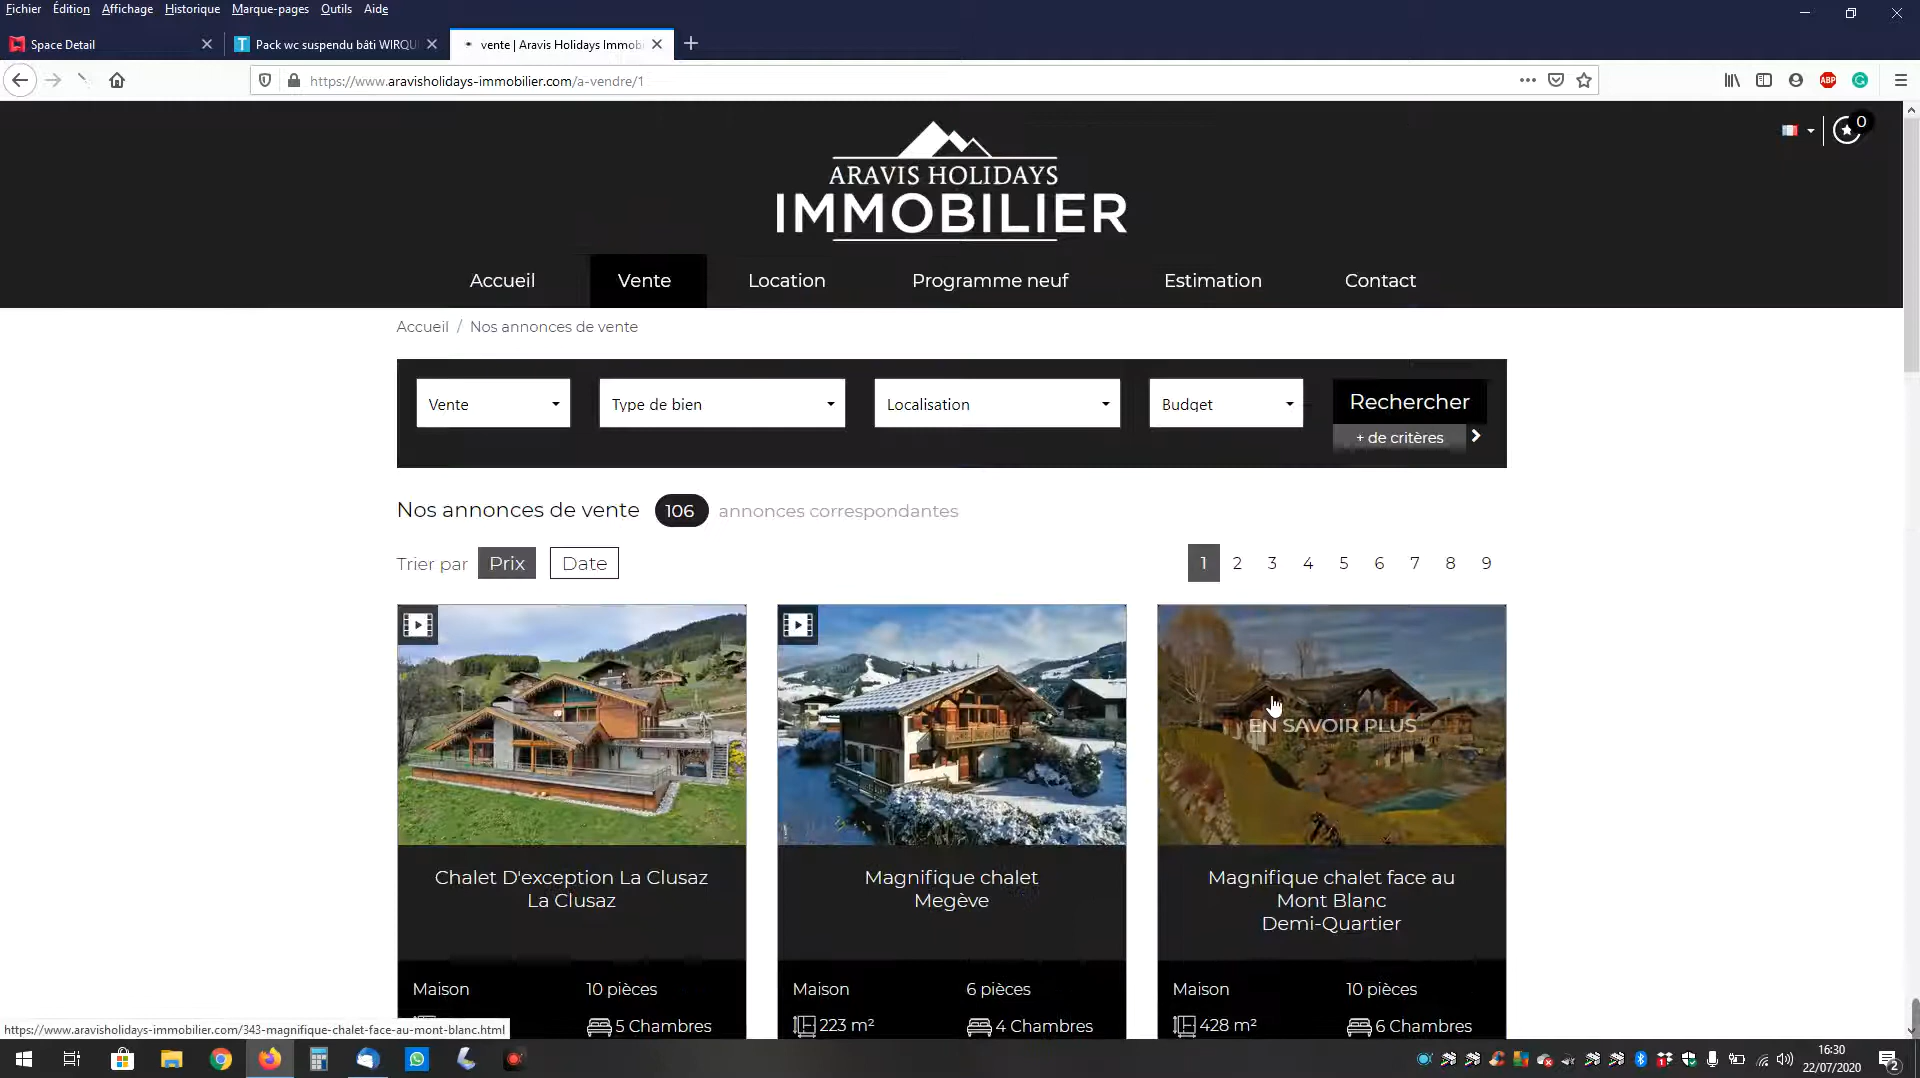 Fichier Édition Affichage Historique Marque-pages Outils Aide
Space Detail
Pack wc suspendu bâti WIRQU
vente | Aravis Holidays Immob
https://www.aravisholidays-immobilier.com/a-vendre/1
ABP
0
ARAVIS HOLIDAYS
IMMOBILIER
Accueil Vente Location Programme neuf Estimation Contact
Accueil / Nos annonces de vente
Vente Type de bien Localisation Budget Rechercher
+ de critères
Nos annonces de vente 106 annonces correspondantes
Trier par Prix Date 1 2 3 4 5 6 7 8 9
EN SAVOIR PLUS
Chalet D'exception La Clusaz
La Clusaz
Magnifique chalet
Megève
Magnifique chalet face au
Mont Blanc
Demi-Quartier
Maison 10 pièces
5 Chambres
Maison 6 pièces
223 m² 4 Chambres
Maison 10 pièces
428 m² 6 Chambres
https://www.aravisholidays-immobilier.com/343-magnifique-chalet-face-au-mont-blanc.html
16:30
22/07/2020
2